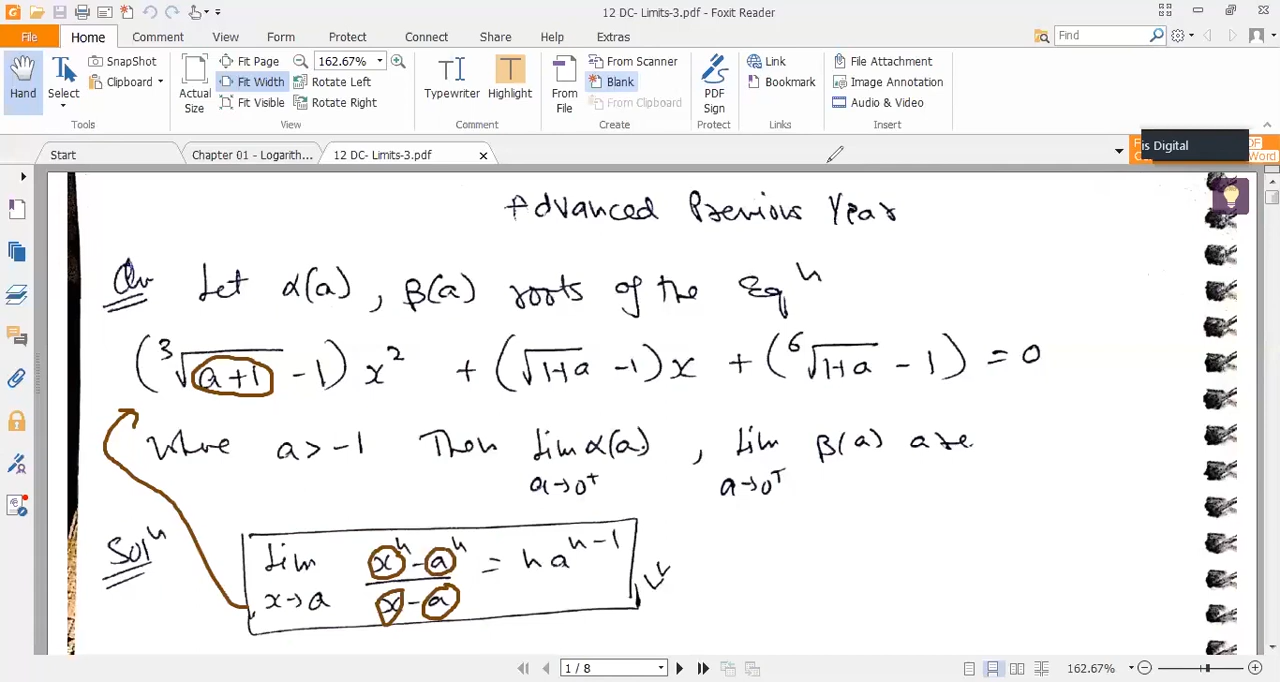 12 DC- Limits-3.pdf - Foxit Reader
File Home Comment View Form Protect Connect Share Help Extras Find
Hand Select SnapShot Clipboard Tools
Actual Size Fit Page Fit Width Fit Visible 162.67% Rotate Left Rotate Right View
Typewriter Highlight Comment
From File From Scanner Blank From Clipboard Create
PDF Sign Protect
Link Bookmark Links
File Attachment Image Annotation Audio & Video Insert
Start Chapter 01 - Logarith... 12 DC- Limits-3.pdf
is Digital
Word
Advanced Previous Year
Qn Let α(a), β(a) roots of the Eqⁿ
(∛(a+1) - 1) x² + (√(1+a) - 1) x + (⁶√(1+a) - 1) = 0
Where a > -1 Then lim α(a) , lim β(a) are
a→0⁺ a→0⁺
Solⁿ
lim xⁿ - aⁿ / x - a = n aⁿ⁻¹
x→a
1 / 8 162.67%